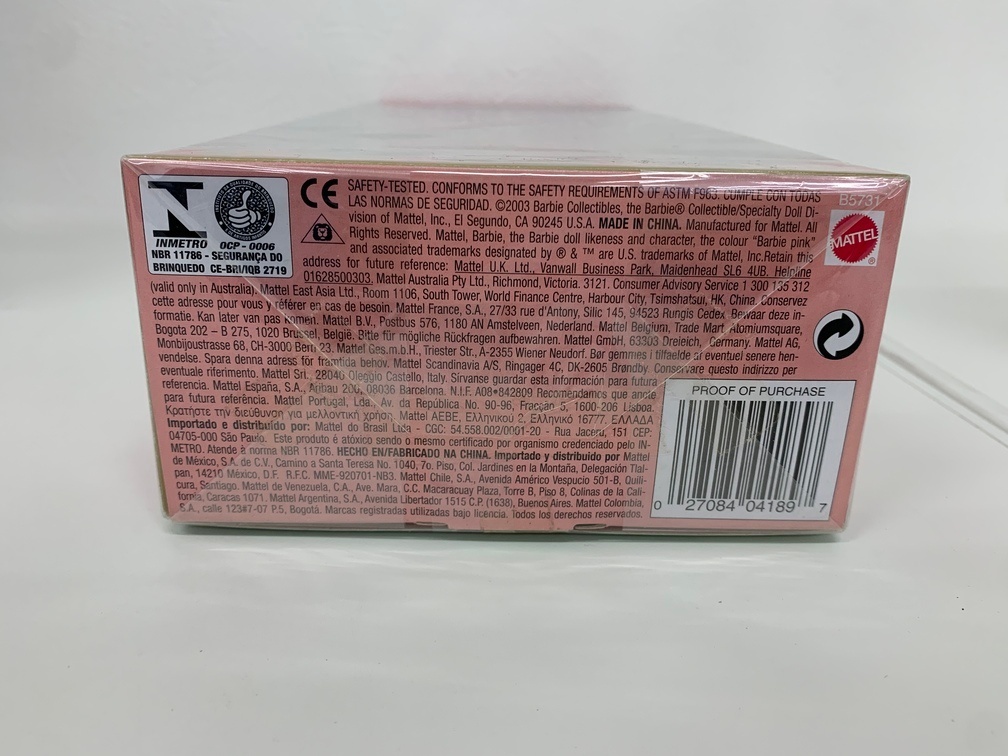 INMETRO OCP - 0006
NBR 11786 - SEGURANÇA DO
BRINQUEDO CE-BRI/IQB 2719
CE
SAFETY-TESTED. CONFORMS TO THE SAFETY REQUIREMENTS OF ASTM F963. CUMPLE CON TODAS
LAS NORMAS DE SEGURIDAD. ©2003 Barbie Collectibles, the Barbie® Collectible/Specialty Doll Di-
vision of Mattel, Inc., El Segundo, CA 90245 U.S.A. MADE IN CHINA. Manufactured for Mattel. All
Rights Reserved. Mattel, Barbie, the Barbie doll likeness and character, the colour "Barbie pink"
and associated trademarks designated by ® & ™ are U.S. trademarks of Mattel, Inc.Retain this
address for future reference: Mattel U.K. Ltd., Vanwall Business Park, Maidenhead SL6 4UB. Helpline
01628500303. Mattel Australia Pty Ltd., Richmond, Victoria. 3121. Consumer Advisory Service 1 300 135 312
(valid only in Australia). Mattel East Asia Ltd., Room 1106, South Tower, World Finance Centre, Harbour City, Tsimshatsui, HK, China. Conservez
cette adresse pour vous y référer en cas de besoin. Mattel France, S.A., 27/33 rue d'Antony, Silic 145, 94523 Rungis Cedex. Bewaar deze in-
formatie. Kan later van pas komen. Mattel B.V., Postbus 576, 1180 AN Amstelveen, Nederland. Mattel Belgium, Trade Mart Atomiumsquare,
Bogota 202 – B 275, 1020 Brussel, België. Bitte für mögliche Rückfragen aufbewahren. Mattel GmbH, 63303 Dreieich, Germany. Mattel AG,
Monbijoustrasse 68, CH-3000 Bern 23. Mattel Ges.m.b.H., Triester Str., A-2355 Wiener Neudorf. Bør gemmes i tilfælde af eventuel senere hen-
vendelse. Spara denna adress för framtida behov. Mattel Scandinavia A/S, Ringager 4C, DK-2605 Brøndby. Conservare questo indirizzo per
eventuale riferimento. Mattel Srl., 28040 Oleggio Castello, Italy. Sírvanse guardar esta información para futura
referencia. Mattel España, S.A., Aribau 200, 08036 Barcelona. N.I.F. A08*842809 Recomendamos que anote
para futura referência. Mattel Portugal, Lda., Av. da República No. 90-96, Fracção 5, 1600-206 Lisboa.
Κρατήστε την διεύθυνση για μελλοντική χρήση. Mattel AEBE, Ελληνικού 2, Ελληνικό 16777, ΕΛΛΑΔΑ
Importado e distribuido por: Mattel do Brasil Ltda - CGC: 54.558.002/0001-20 - Rua Jaceru, 151 CEP:
04705-000 São Paulo. Este produto é atóxico sendo o mesmo certificado por organismo credenciado pelo IN-
METRO. Atende à norma NBR 11786. HECHO EN/FABRICADO NA CHINA. Importado y distribuido por Mattel
de México, S.A. de C.V., Camino a Santa Teresa No. 1040, 7o. Piso, Col. Jardines en la Montaña, Delegación Tlal-
pan, 14210 México, D.F. R.F.C. MME-920701-NB3. Mattel Chile, S.A., Avenida Américo Vespucio 501-B, Quili-
cura, Santiago. Mattel de Venezuela, C.A., Ave. Mara, C.C. Macaracuay Plaza, Torre B, Piso 8, Colinas de la Cali-
fornia, Caracas 1071. Mattel Argentina, S.A., Avenida Libertador 1515 C.P. (1638), Buenos Aires. Mattel Colombia,
S.A., calle 123#7-07 P.5, Bogotá. Marcas registradas utilizadas bajo licencia. Todos los derechos reservados.
B5731
MATTEL
PROOF OF PURCHASE
0 27084 04189 7